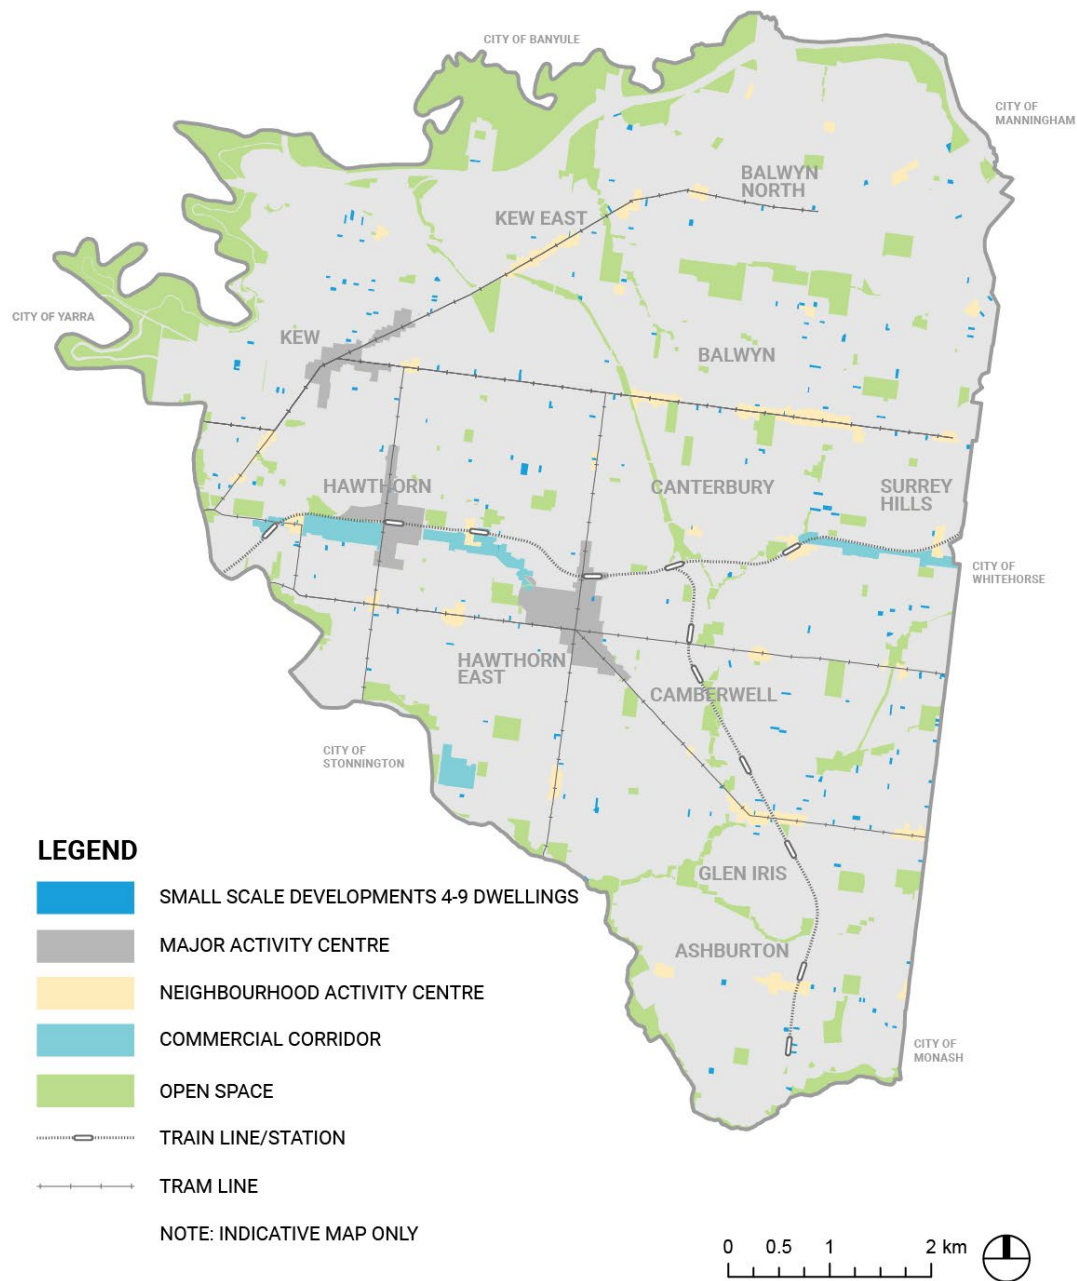 CITY OF BANYULE
CITY OF
MANNINGHAM
BALWYN
NORTH
KEW EAST
CITY OF YARRA
KEW
BALWYN
HAWTHORN
CANTERBURY
SURREY
HILLS
CITY OF
WHITEHORSE
HAWTHORN
EAST
CAMBERWELL
CITY OF
STONNINGTON
GLEN IRIS
ASHBURTON
CITY OF
MONASH
LEGEND
SMALL SCALE DEVELOPMENTS 4-9 DWELLINGS
MAJOR ACTIVITY CENTRE
NEIGHBOURHOOD ACTIVITY CENTRE
COMMERCIAL CORRIDOR
OPEN SPACE
TRAIN LINE/STATION
TRAM LINE
NOTE: INDICATIVE MAP ONLY
0 0.5 1 2 km